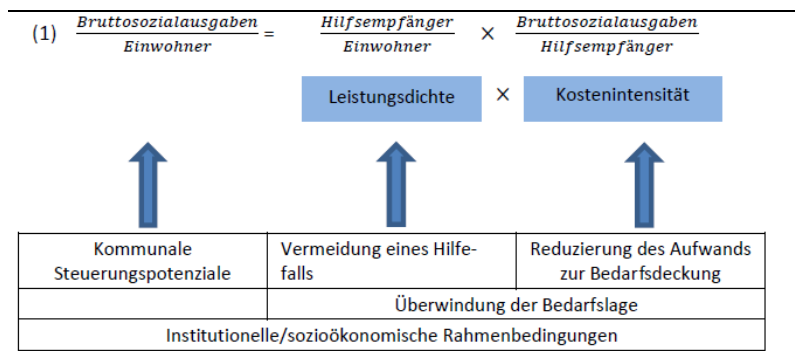 (1) Bruttosozialausgaben / Einwohner = Hilfsempfänger / Einwohner × Bruttosozialausgaben / Hilfsempfänger
Leistungsdichte × Kostenintensität
Kommunale
Steuerungspotenziale
Vermeidung eines Hilfe-
falls
Reduzierung des Aufwands
zur Bedarfsdeckung
Überwindung der Bedarfslage
Institutionelle/sozioökonomische Rahmenbedingungen